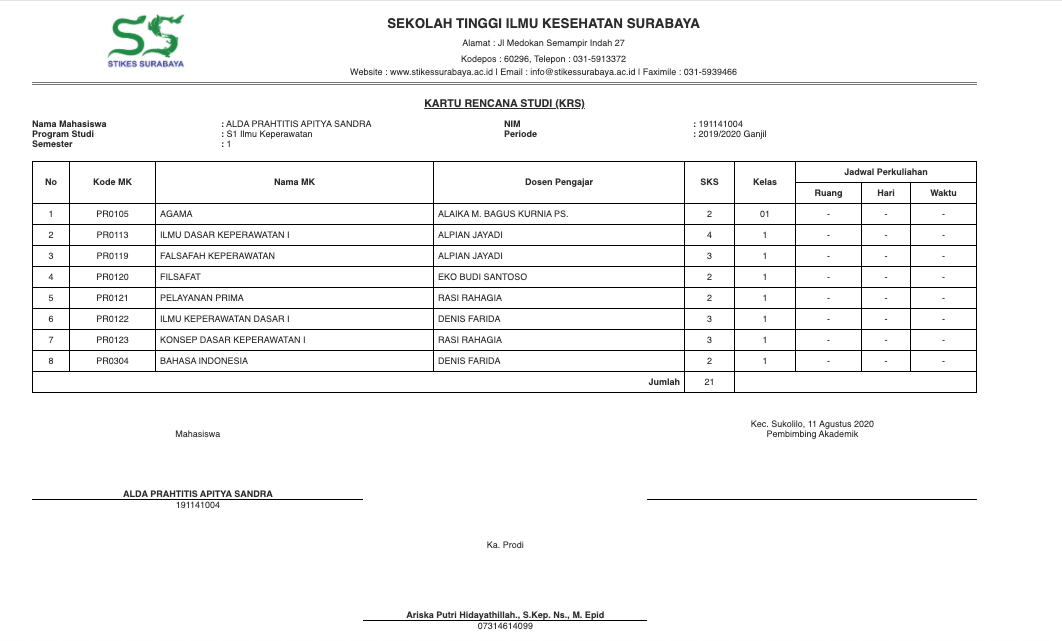 STIKES SURABAYA
SEKOLAH TINGGI ILMU KESEHATAN SURABAYA
Alamat : Jl Medokan Semampir Indah 27
Kodepos : 60296, Telepon : 031-5913372
Website : www.stikessurabaya.ac.id I Email : info@stikessurabaya.ac.id I Faximile : 031-5939466
KARTU RENCANA STUDI (KRS)
Nama Mahasiswa : ALDA PRAHTITIS APITYA SANDRA NIM : 191141004
Program Studi : S1 Ilmu Keperawatan Periode : 2019/2020 Ganjil
Semester : 1
No Kode MK Nama MK Dosen Pengajar SKS Kelas Jadwal Perkuliahan
Ruang Hari Waktu
1 PR0105 AGAMA ALAIKA M. BAGUS KURNIA PS. 2 01 - - -
2 PR0113 ILMU DASAR KEPERAWATAN I ALPIAN JAYADI 4 1 - - -
3 PR0119 FALSAFAH KEPERAWATAN ALPIAN JAYADI 3 1 - - -
4 PR0120 FILSAFAT EKO BUDI SANTOSO 2 1 - - -
5 PR0121 PELAYANAN PRIMA RASI RAHAGIA 2 1 - - -
6 PR0122 ILMU KEPERAWATAN DASAR I DENIS FARIDA 3 1 - - -
7 PR0123 KONSEP DASAR KEPERAWATAN I RASI RAHAGIA 3 1 - - -
8 PR0304 BAHASA INDONESIA DENIS FARIDA 2 1 - - -
Jumlah 21
Kec. Sukolilo, 11 Agustus 2020
Mahasiswa Pembimbing Akademik
ALDA PRAHTITIS APITYA SANDRA
191141004
Ka. Prodi
Ariska Putri Hidayathillah., S.Kep. Ns., M. Epid
07314614099